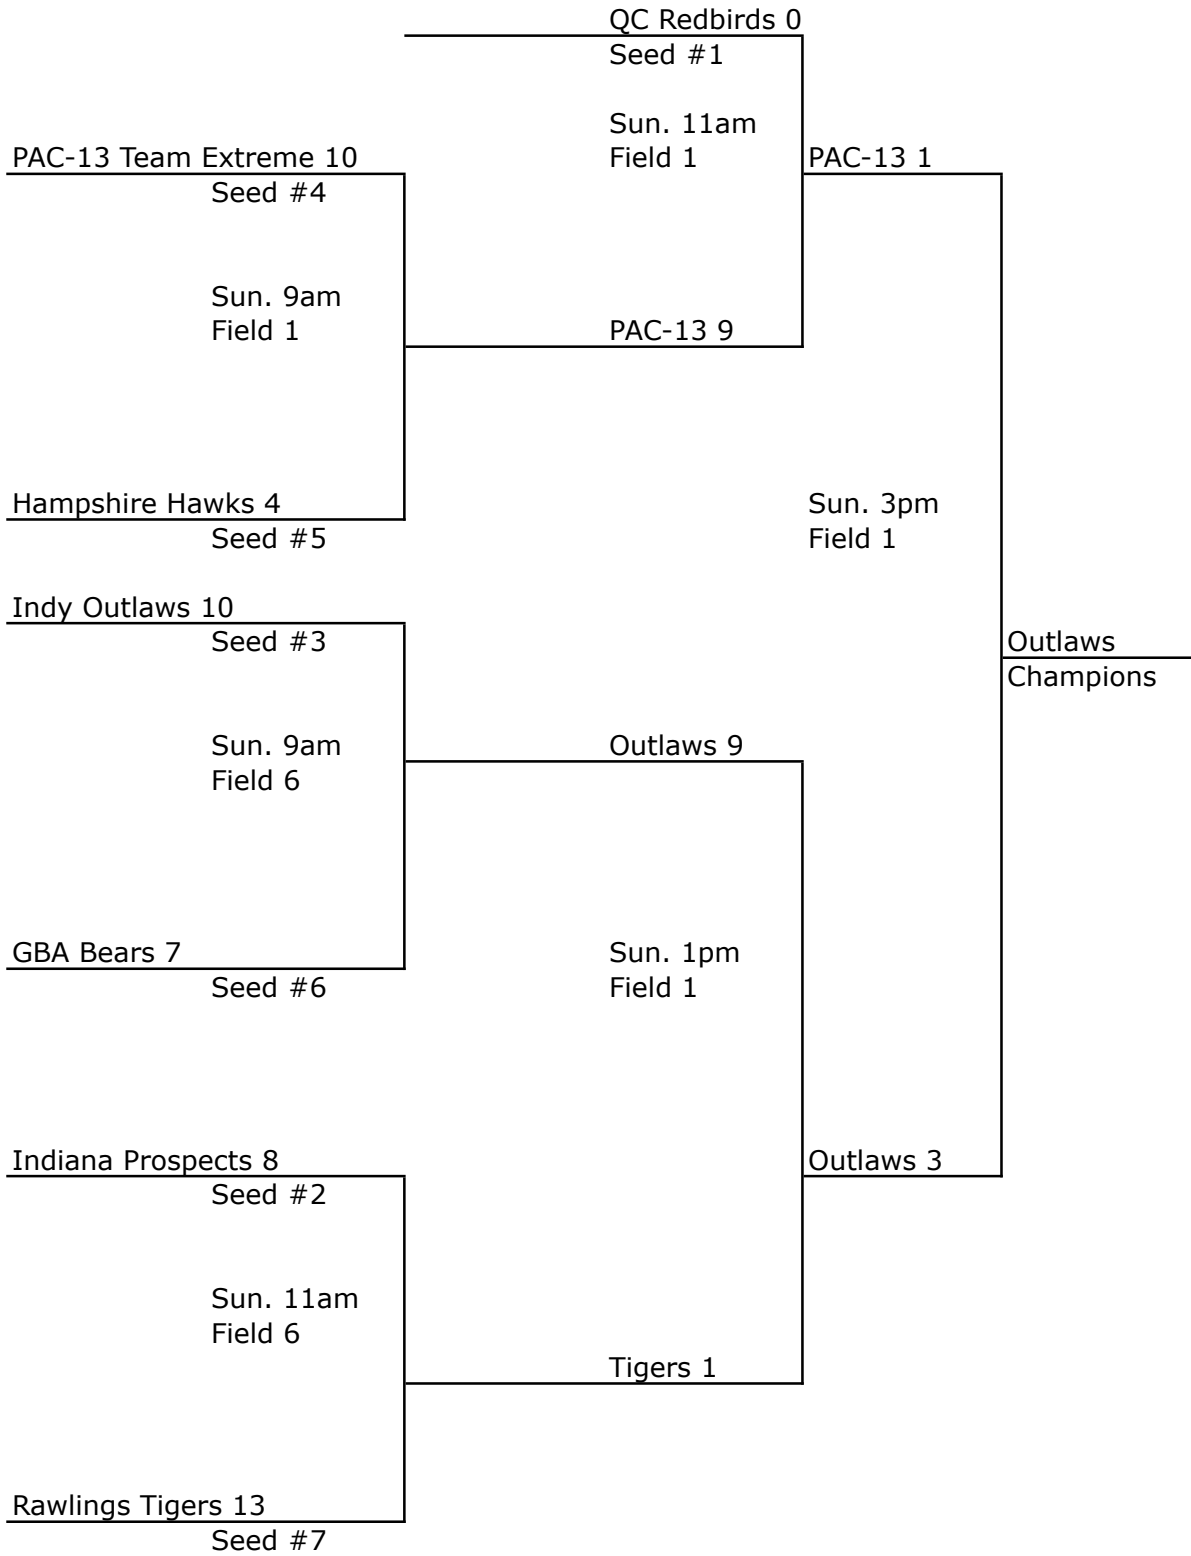 QC Redbirds 0
Seed #1
Sun. 11am
Field 1
PAC-13 Team Extreme 10
PAC-13 1
Seed #4
Sun. 9am
Field 1
PAC-13 9
Hampshire Hawks 4
Sun. 3pm
Seed #5
Field 1
Indy Outlaws 10
Seed #3
Outlaws
Champions
Sun. 9am
Outlaws 9
Field 6
GBA Bears 7
Sun. 1pm
Seed #6
Field 1
Indiana Prospects 8
Outlaws 3
Seed #2
Sun. 11am
Field 6
Tigers 1
Rawlings Tigers 13
Seed #7